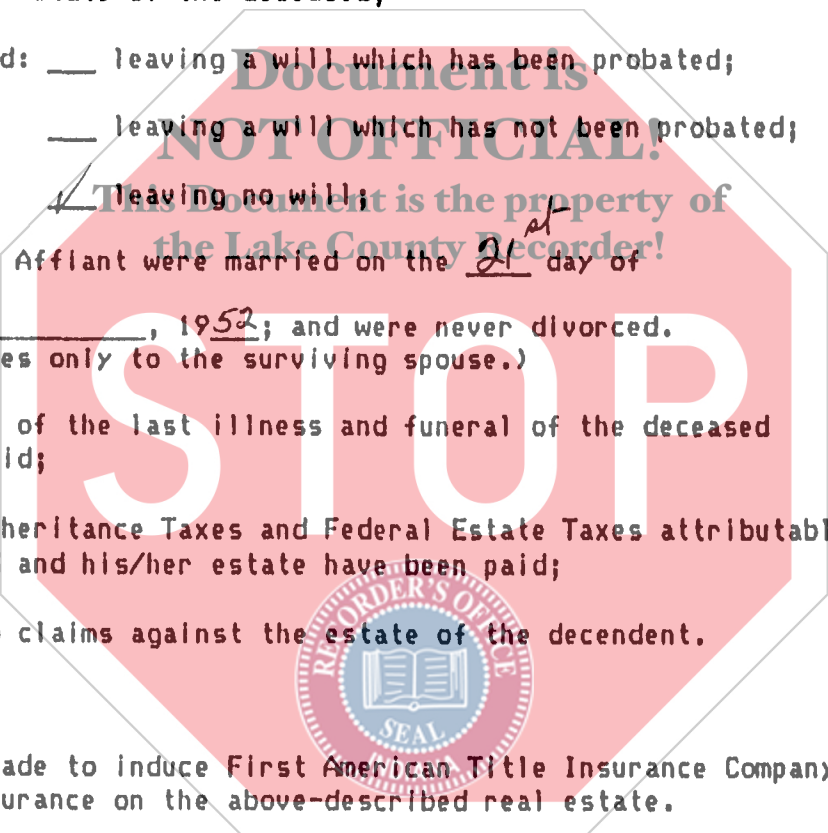 d: ___ leaving a will which has been probated;
___ leaving a will which has not been probated;
___ leaving no will;
Affiant were married on the 21st day of
__________, 1952; and were never divorced.
es only to the surviving spouse.)
of the last illness and funeral of the deceased
id;
heritance Taxes and Federal Estate Taxes attributabl
and his/her estate have been paid;
claims against the estate of the decendent.
ade to induce First American Title Insurance Company
urance on the above-described real estate.
Document is
NOT OFFICIAL!
This Document is the property of
the Lake County Recorder!
STOP
RECORDER'S OFFICE
SEAL
INDIANA